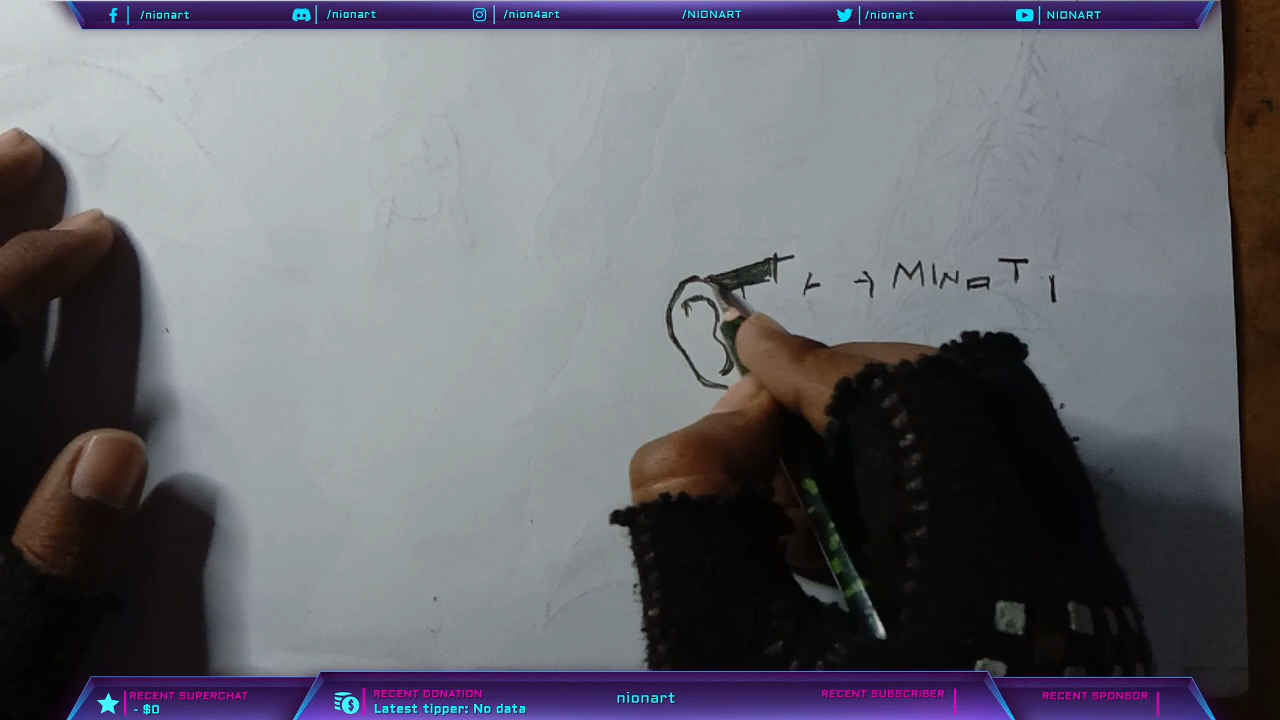 /nionart /nionart /nion4art /NIONART /nionart NIONART
MINOTI
RECENT SUPERCHAT
- $0
RECENT DONATION
Latest tipper: No data
nionart
RECENT SUBSCRIBER
RECENT SPONSOR